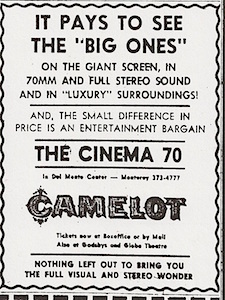 IT PAYS TO SEE
THE "BIG ONES"
ON THE GIANT SCREEN, IN
70MM AND FULL STEREO SOUND
AND IN "LUXURY" SURROUNDINGS!
AND, THE SMALL DIFFERENCE IN
PRICE IS AN ENTERTAINMENT BARGAIN
THE CINEMA 70
In Del Monte Center — Monterey 373-4777
CAMELOT
Tickets now at Boxoffice or by Mail
Also at Gadsbys and Globe Theatre
NOTHING LEFT OUT TO BRING YOU
THE FULL VISUAL AND STEREO WONDER